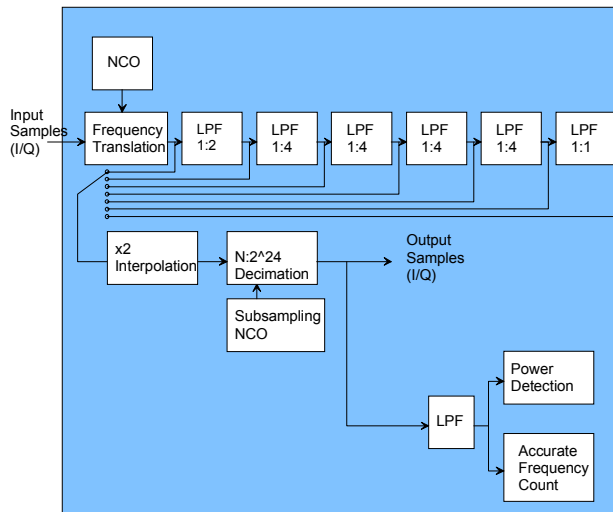 NCO
Input
Samples
(I/Q)
Frequency
Translation
LPF
1:2
LPF
1:4
LPF
1:4
LPF
1:4
LPF
1:4
LPF
1:1
x2
Interpolation
N:2^24
Decimation
Output
Samples
(I/Q)
Subsampling
NCO
LPF
Power
Detection
Accurate
Frequency
Count